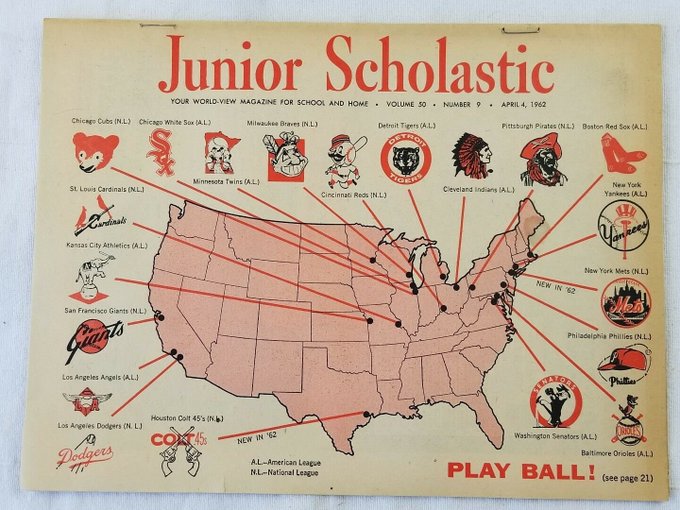 Junior Scholastic
YOUR WORLD-VIEW MAGAZINE FOR SCHOOL AND HOME • VOLUME 50 • NUMBER 9 • APRIL 4, 1962
Chicago Cubs (N.L.)
Chicago White Sox (A.L.)
Milwaukee Braves (N.L.)
Detroit Tigers (A.L.)
Pittsburgh Pirates (N.L.)
Boston Red Sox (A.L.)
SOX
DETROIT
TIGERS
Minnesota Twins (A.L.)
Cincinnati Reds (N.L.)
Cleveland Indians (A.L.)
New York
Yankees (A.L.)
St. Louis Cardinals (N.L.)
Cardinals
Yankees
Kansas City Athletics (A.L.)
New York Mets (N.L.)
NEW IN '62
Mets
San Francisco Giants (N.L.)
Giants
Philadelphia Phillies (N.L.)
Phillies
Los Angeles Angels (A.L.)
SENATORS
ORIOLES
Los Angeles Dodgers (N. L.)
Dodgers
Houston Colt 45's (N.L.)
COLT 45s
NEW IN '62
Washington Senators (A.L.)
Baltimore Orioles (A.L.)
A.L.—American League
N.L.—National League
PLAY BALL! (see page 21)